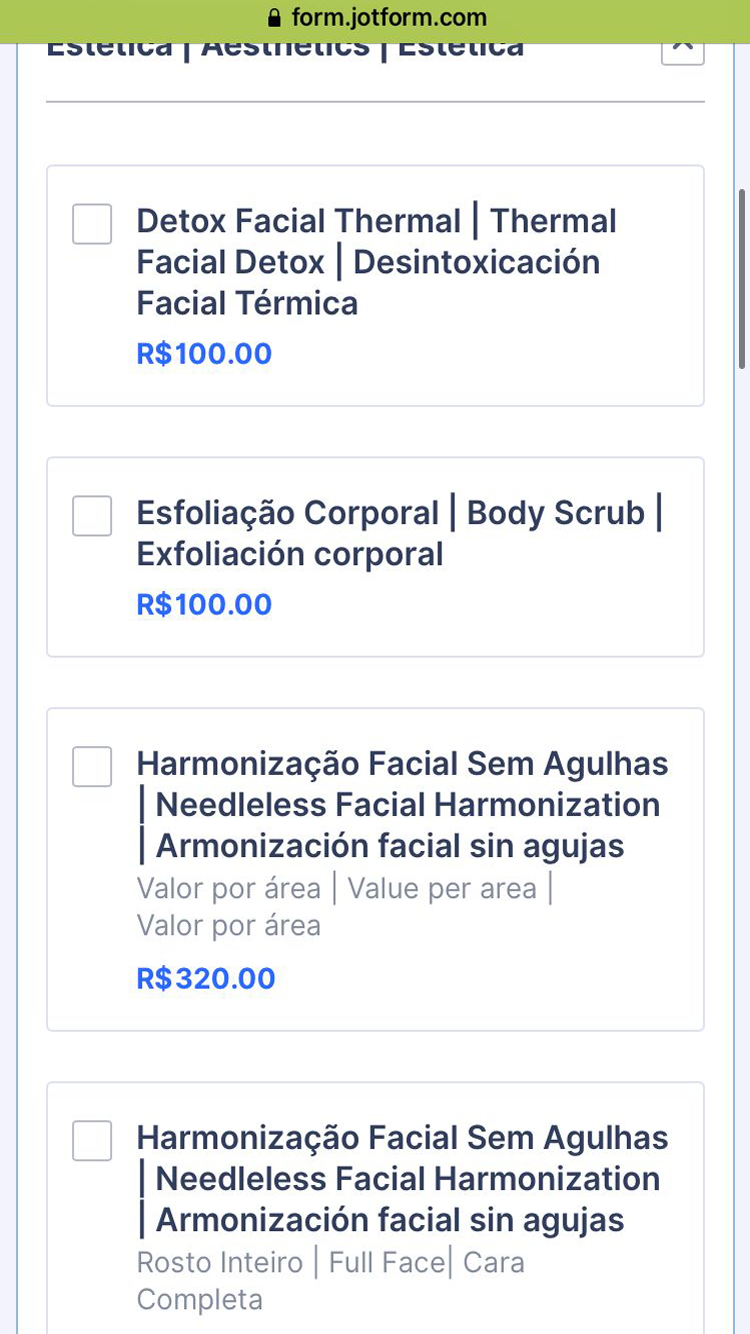 form.jotform.com
Estética | Aesthetics | Estética
Detox Facial Thermal | Thermal
Facial Detox | Desintoxicación
Facial Térmica
R$100.00
Esfoliação Corporal | Body Scrub |
Exfoliación corporal
R$100.00
Harmonização Facial Sem Agulhas
| Needleless Facial Harmonization
| Armonización facial sin agujas
Valor por área | Value per area |
Valor por área
R$320.00
Harmonização Facial Sem Agulhas
| Needleless Facial Harmonization
| Armonización facial sin agujas
Rosto Inteiro | Full Face| Cara
Completa